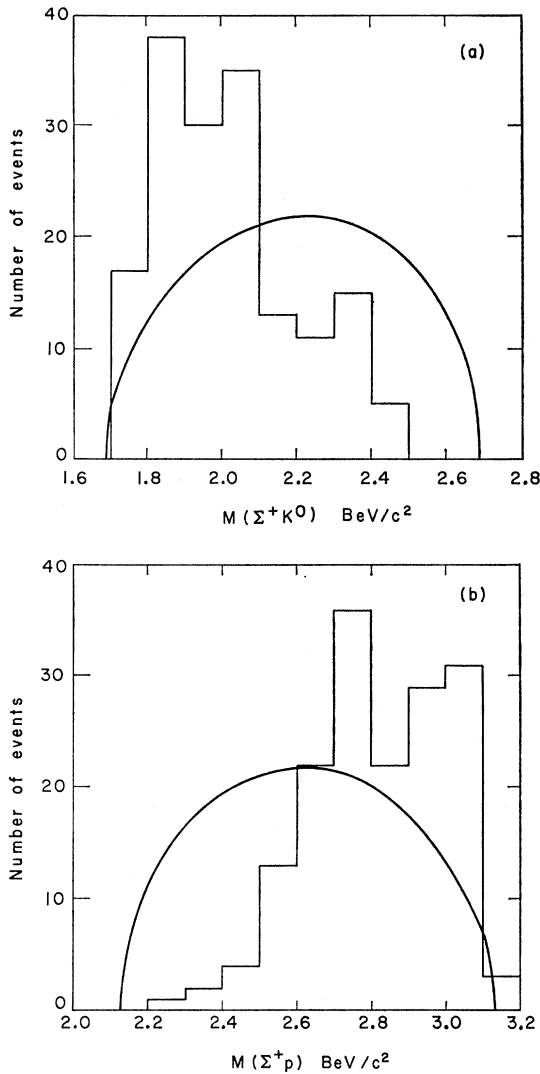 40
30
20
10
0
Number of events
(a)
1.6 1.8 2.0 2.2 2.4 2.6 2.8
M (Σ⁺K⁰) BeV/c²
40
30
20
10
0
Number of events
(b)
2.0 2.2 2.4 2.6 2.8 3.0 3.2
M (Σ⁺p) BeV/c²